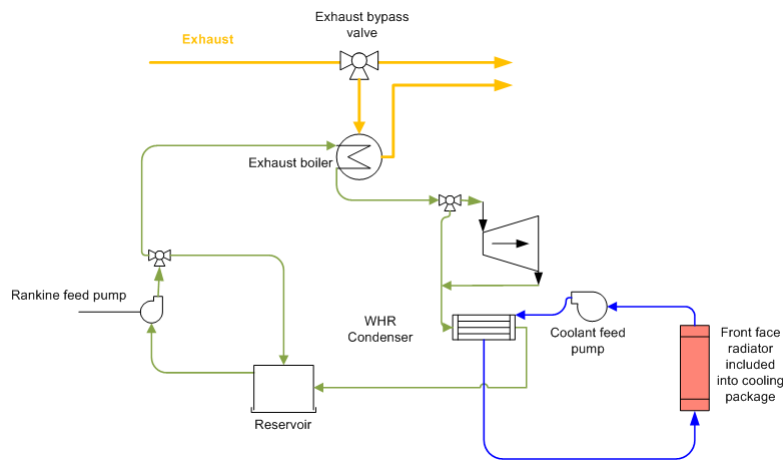 Exhaust bypass
valve
Exhaust
Exhaust boiler
Rankine feed pump
WHR
Condenser
Coolant feed
pump
Front face
radiator
included
into cooling
package
Reservoir